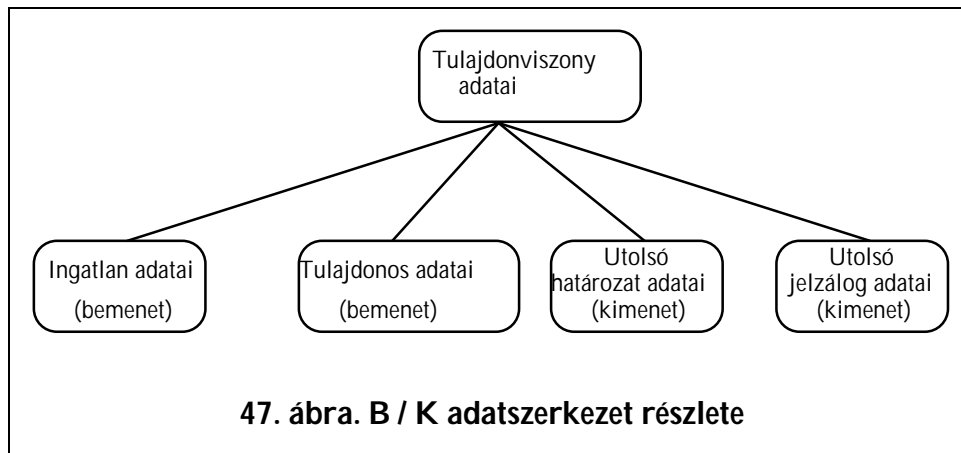 Tulajdonviszony
adatai
Ingatlan adatai
(bemenet)
Tulajdonos adatai
(bemenet)
Utolsó
határozat adatai
(kimenet)
Utolsó
jelzálog adatai
(kimenet)
47. ábra. B / K adatszerkezet részlete